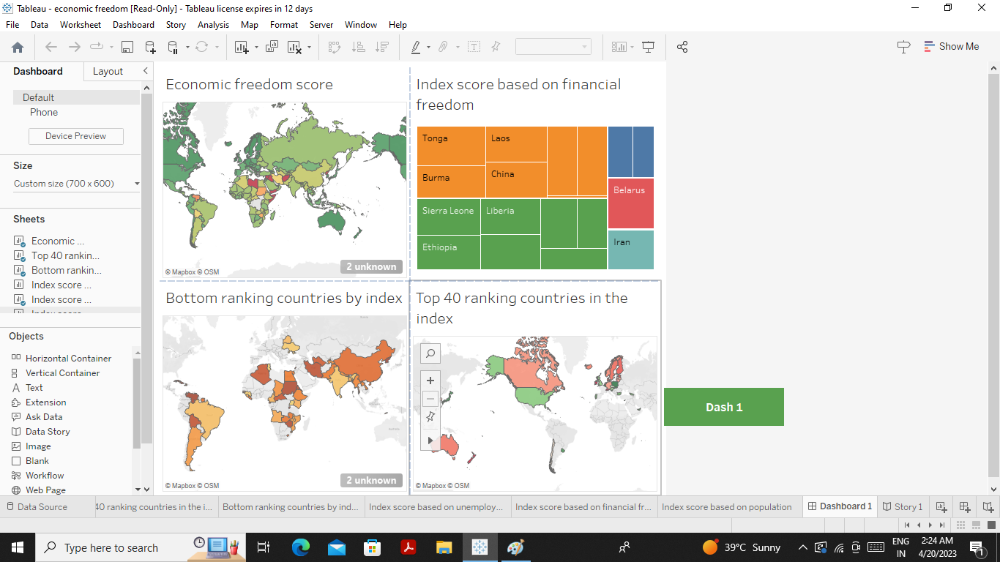 Tableau - economic freedom [Read-Only] - Tableau license expires in 12 days
File Data Worksheet Dashboard Story Analysis Map Format Server Window Help
Show Me
Dashboard Layout
Default
Phone
Device Preview
Size
Custom size (700 x 600)
Sheets
Economic ...
Top 40 rankin...
Bottom rankin...
Index score ...
Index score ...
Objects
Horizontal Container
Vertical Container
Text
Extension
Ask Data
Data Story
Image
Blank
Workflow
Web Page
Economic freedom score
2 unknown
© Mapbox © OSM
Index score based on financial
freedom
Tonga
Laos
Burma
China
Belarus
Sierra Leone
Liberia
Ethiopia
Iran
Bottom ranking countries by index
2 unknown
© Mapbox © OSM
Top 40 ranking countries in the
index
© Mapbox © OSM
Dash 1
Data Source
40 ranking countries in the i...
Bottom ranking countries by ind...
Index score based on unemploy...
Index score based on financial fr...
Index score based on population
Dashboard 1
Story 1
Type here to search
39°C Sunny
ENG
IN
2:24 AM
4/20/2023
1